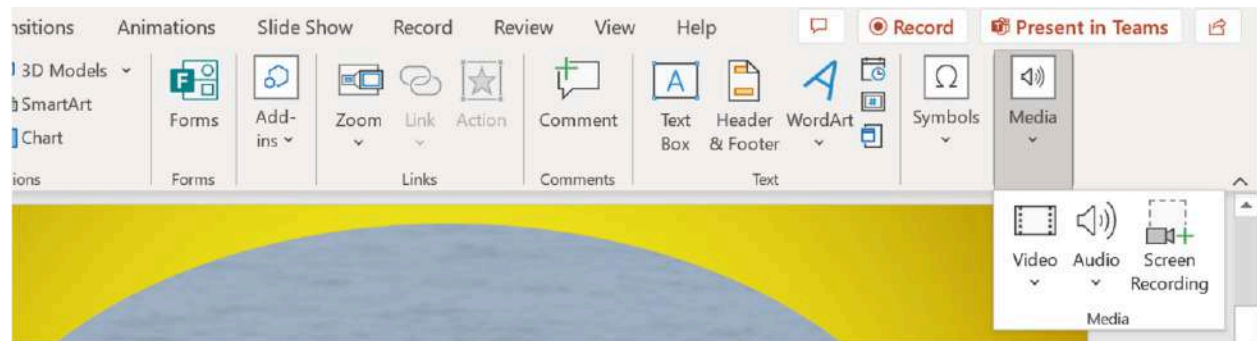 nsitions Animations Slide Show Record Review View Help Record Present in Teams
3D Models
SmartArt
Chart
Forms
Add-
ins
Zoom Link Action
Comment
Text
Box
Header
& Footer
WordArt
Symbols
Media
ions Forms Links Comments Text
Video Audio Screen
Recording
Media